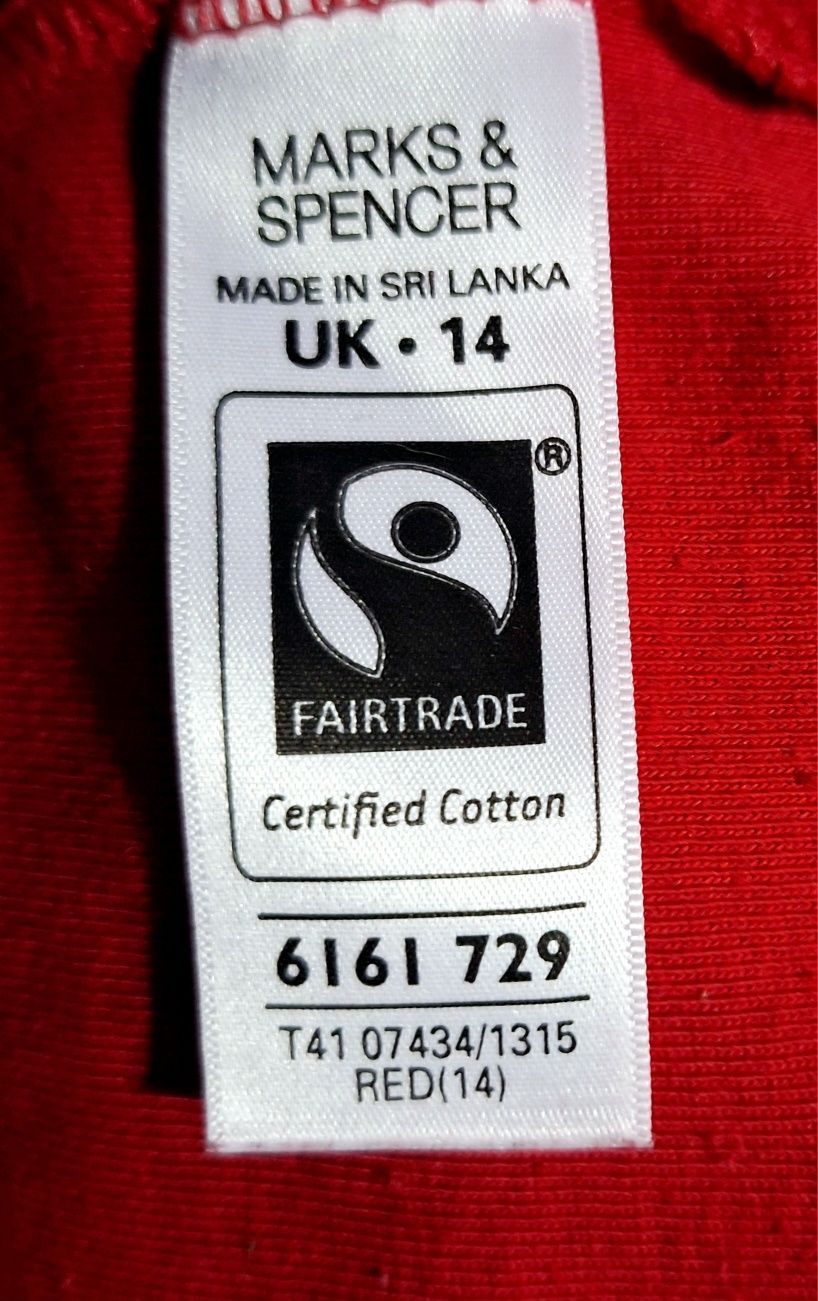 MARKS &
SPENCER
MADE IN SRI LANKA
UK • 14
®
FAIRTRADE
Certified Cotton
6161 729
T41 07434/1315
RED(14)